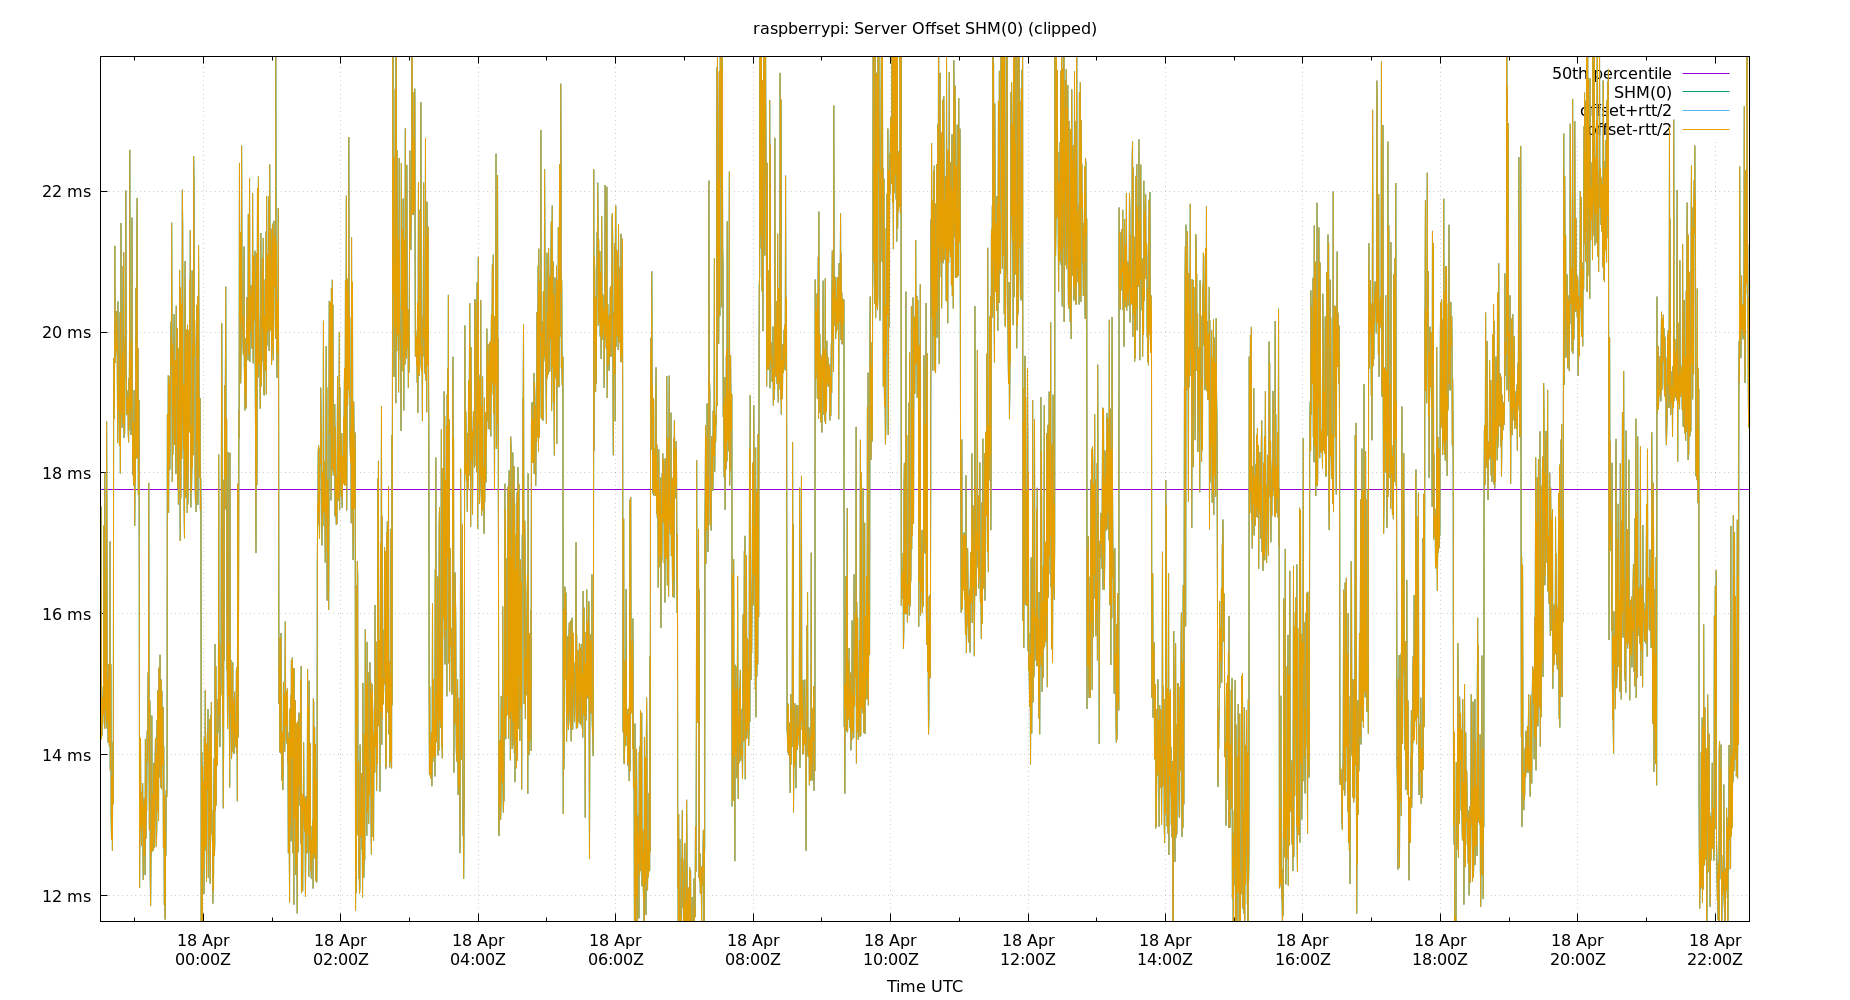 raspberrypi: Server Offset SHM(0) (clipped)
50th percentile
SHM(0)
offset+rtt/2
offset-rtt/2
22 ms
20 ms
18 ms
16 ms
14 ms
12 ms
18 Apr 18 Apr 18 Apr 18 Apr 18 Apr 18 Apr 18 Apr 18 Apr 18 Apr 18 Apr 18 Apr 18 Apr
00:00Z 02:00Z 04:00Z 06:00Z 08:00Z 10:00Z 12:00Z 14:00Z 16:00Z 18:00Z 20:00Z 22:00Z
Time UTC